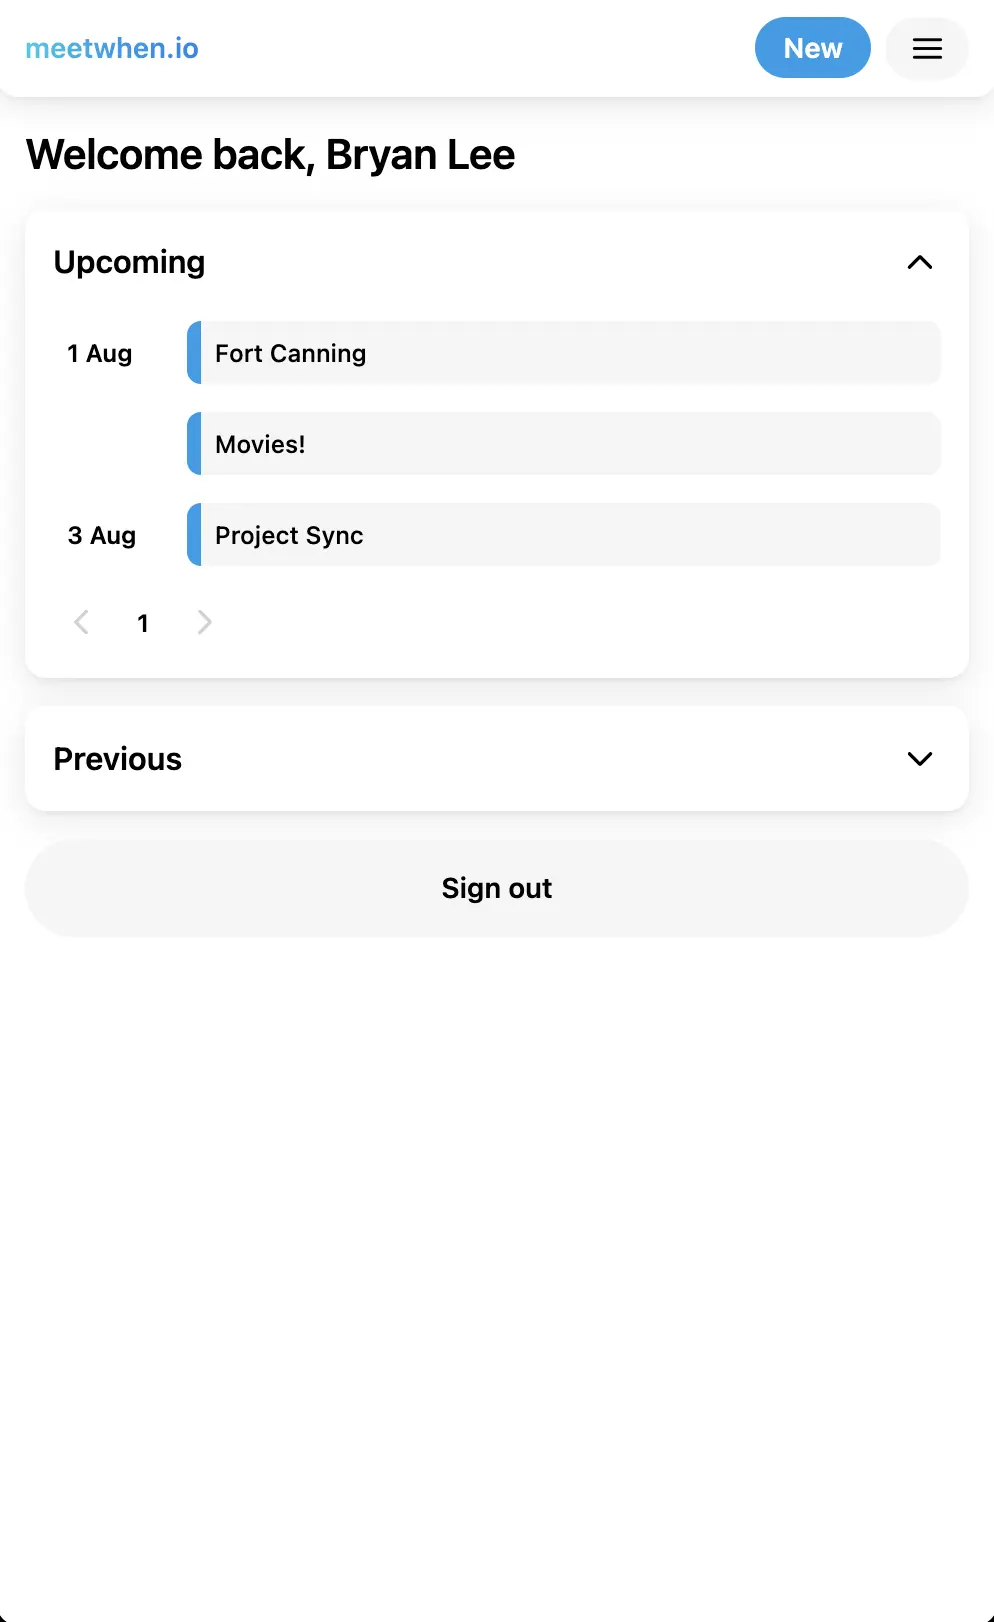 meetwhen.io
New
Welcome back, Bryan Lee
Upcoming
1 Aug Fort Canning
Movies!
3 Aug Project Sync
1
Previous
Sign out